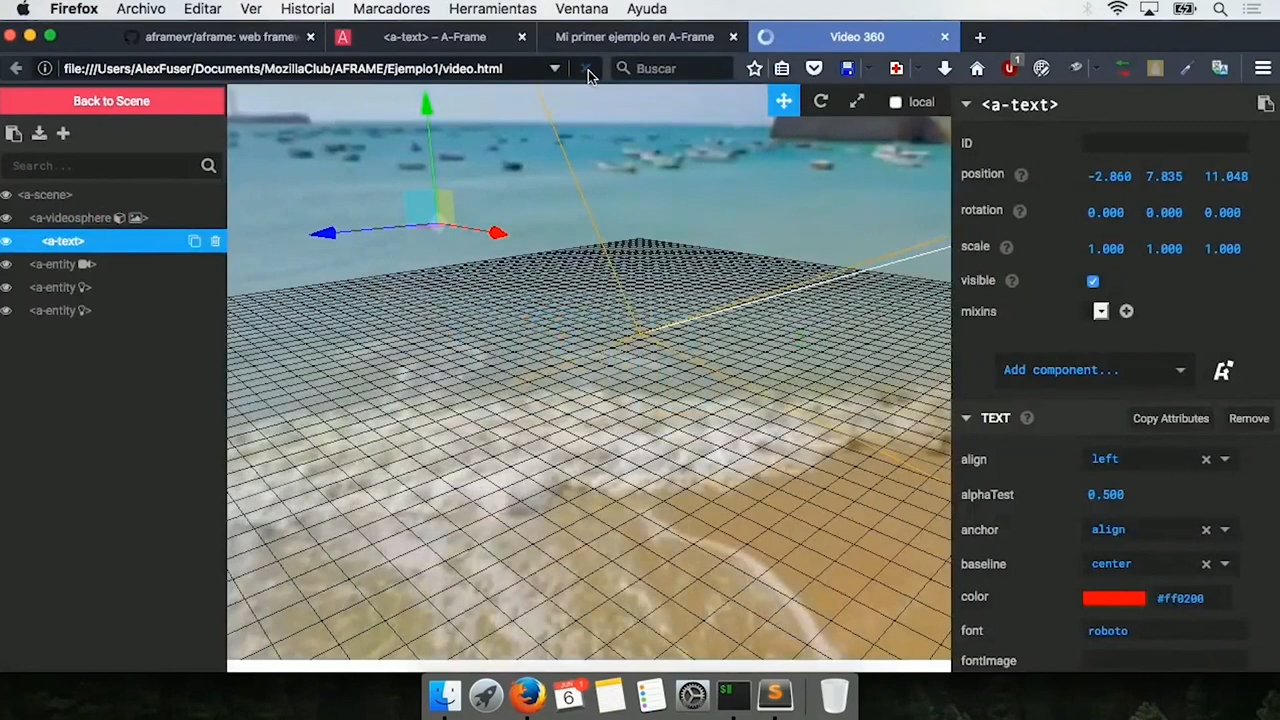 Firefox Archivo Editar Ver Historial Marcadores Herramientas Ventana Ayuda
aframevr/aframe: web framew <a-text> – A-Frame Mi primer ejemplo en A-Frame Video 360
file:///Users/AlexFuser/Documents/MozillaClub/AFRAME/Ejemplo1/video.html Buscar
Back to Scene
local
Search...
<a-scene>
<a-videosphere >
<a-text>
<a-entity >
<a-entity >
<a-entity >
<a-text>
ID
position -2.860 7.835 11.048
rotation 0.000 0.000 0.000
scale 1.000 1.000 1.000
visible
mixins
Add component...
TEXT Copy Attributes Remove
align left
alphaTest 0.500
anchor align
baseline center
color #ff0200
font roboto
fontImage
JUN
6